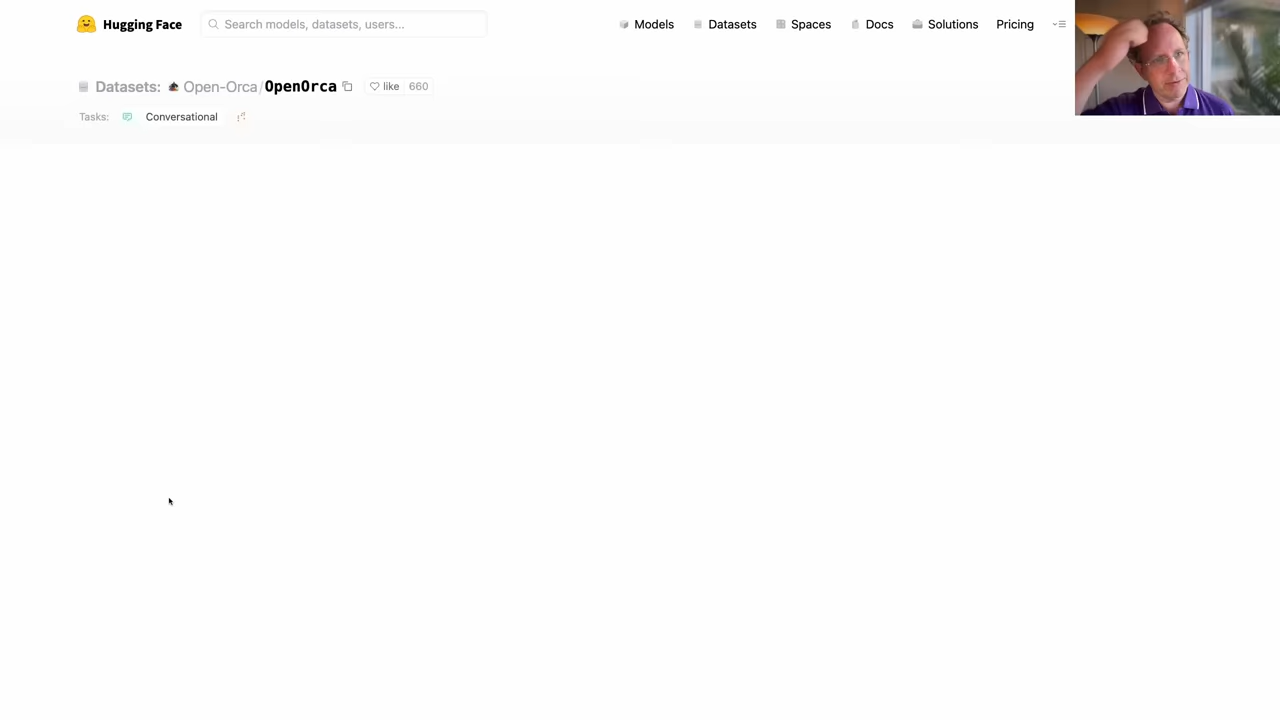 Hugging Face
Search models, datasets, users...
Models
Datasets
Spaces
Docs
Solutions
Pricing
Datasets: Open-Orca/OpenOrca
like 660
Tasks: Conversational